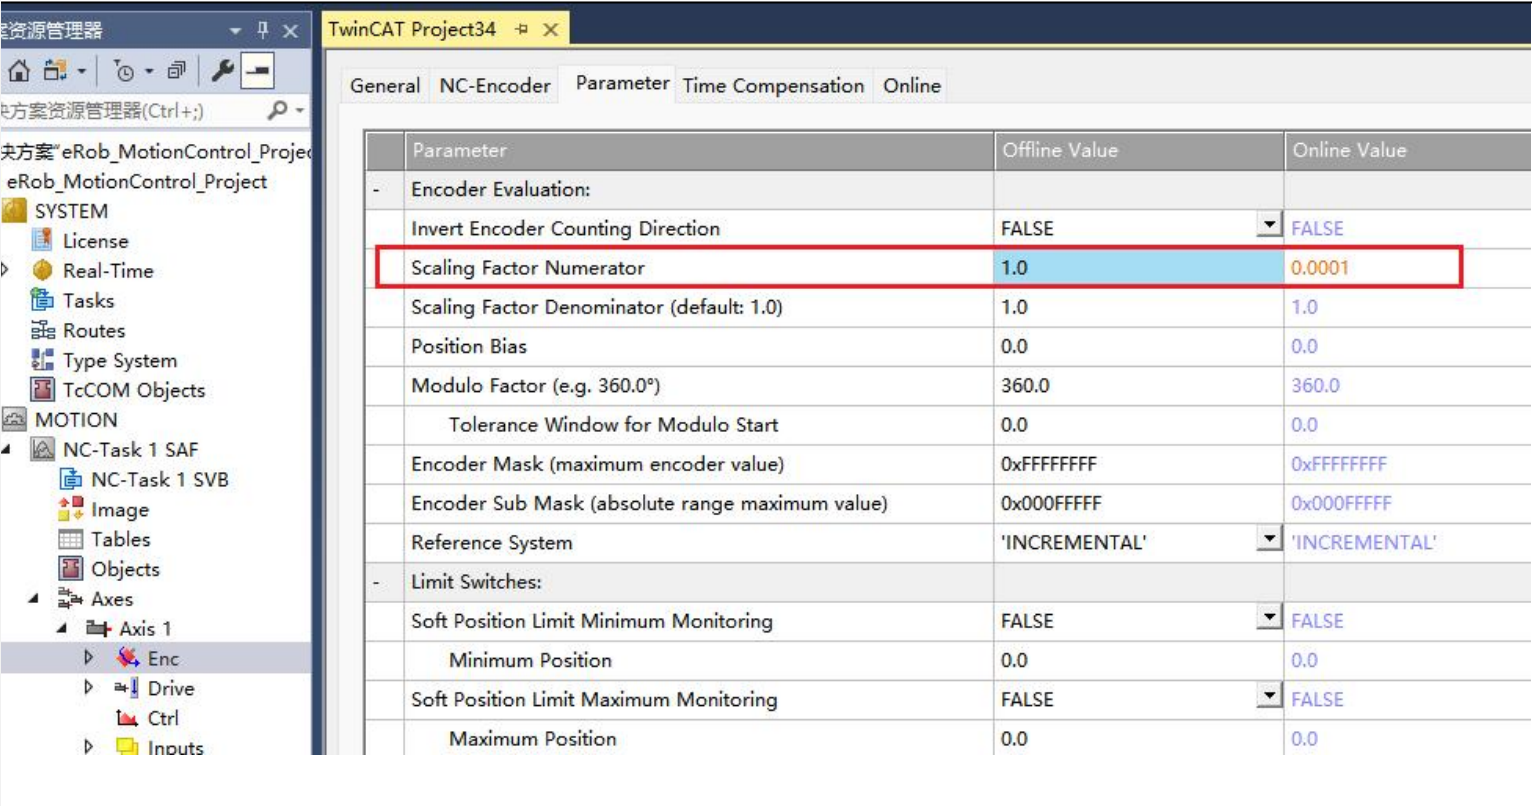 资源管理器
TwinCAT Project34
General NC-Encoder Parameter Time Compensation Online
方案资源管理器(Ctrl+;)
决方案"eRob_MotionControl_Projec
eRob_MotionControl_Project
SYSTEM
License
Real-Time
Tasks
Routes
Type System
TcCOM Objects
MOTION
NC-Task 1 SAF
NC-Task 1 SVB
Image
Tables
Objects
Axes
Axis 1
Enc
Drive
Ctrl
Inputs
Parameter Offline Value Online Value
- Encoder Evaluation:
Invert Encoder Counting Direction FALSE FALSE
Scaling Factor Numerator 1.0 0.0001
Scaling Factor Denominator (default: 1.0) 1.0 1.0
Position Bias 0.0 0.0
Modulo Factor (e.g. 360.0°) 360.0 360.0
Tolerance Window for Modulo Start 0.0 0.0
Encoder Mask (maximum encoder value) 0xFFFFFFFF 0xFFFFFFFF
Encoder Sub Mask (absolute range maximum value) 0x000FFFFF 0x000FFFFF
Reference System 'INCREMENTAL' 'INCREMENTAL'
- Limit Switches:
Soft Position Limit Minimum Monitoring FALSE FALSE
Minimum Position 0.0 0.0
Soft Position Limit Maximum Monitoring FALSE FALSE
Maximum Position 0.0 0.0